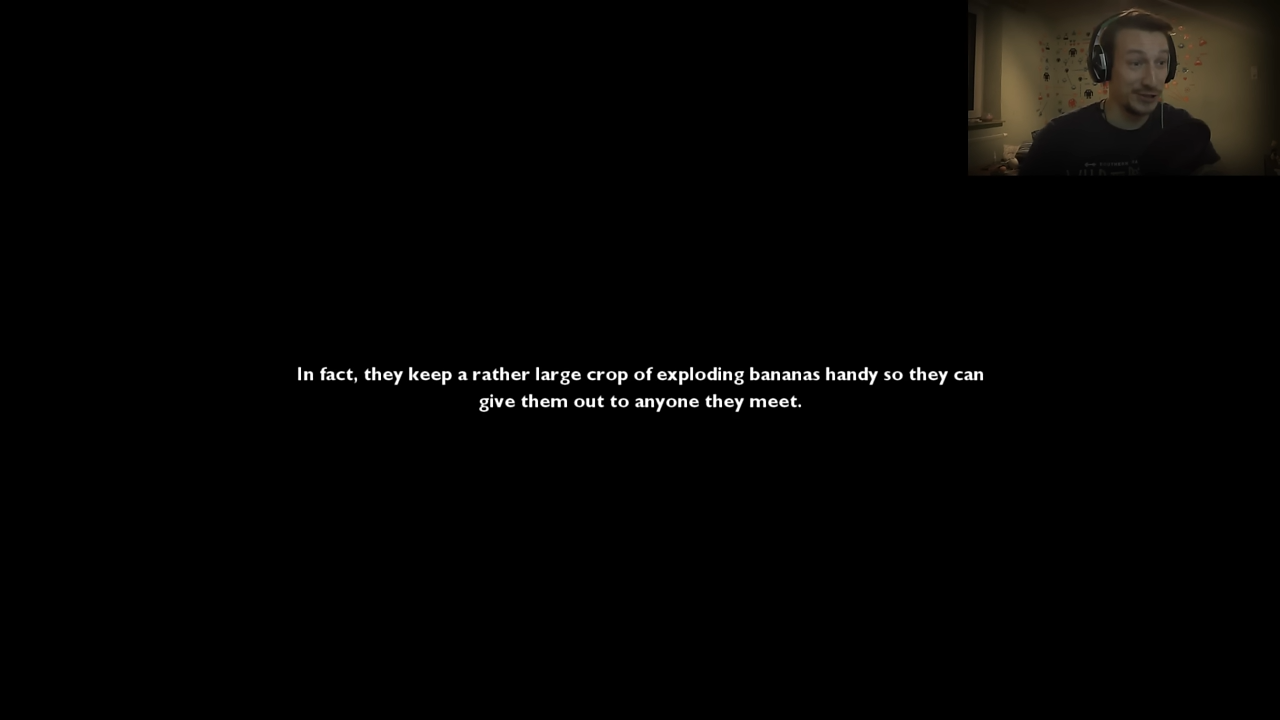 In fact, they keep a rather large crop of exploding bananas handy so they can
give them out to anyone they meet.